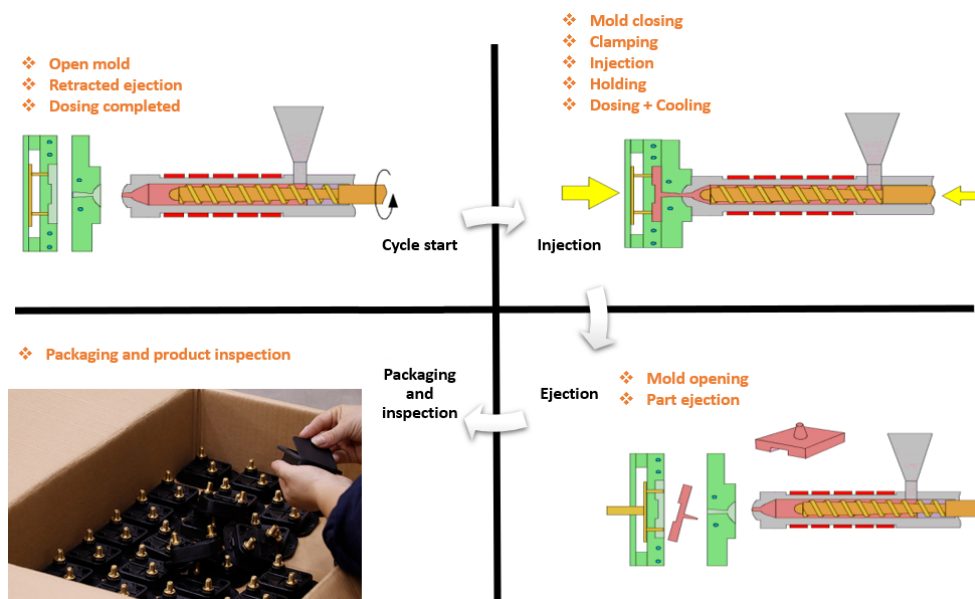 ❖ Open mold
❖ Retracted ejection
❖ Dosing completed
Cycle start
❖ Mold closing
❖ Clamping
❖ Injection
❖ Holding
❖ Dosing + Cooling
Injection
❖ Packaging and product inspection
Packaging
and
inspection
Ejection
❖ Mold opening
❖ Part ejection